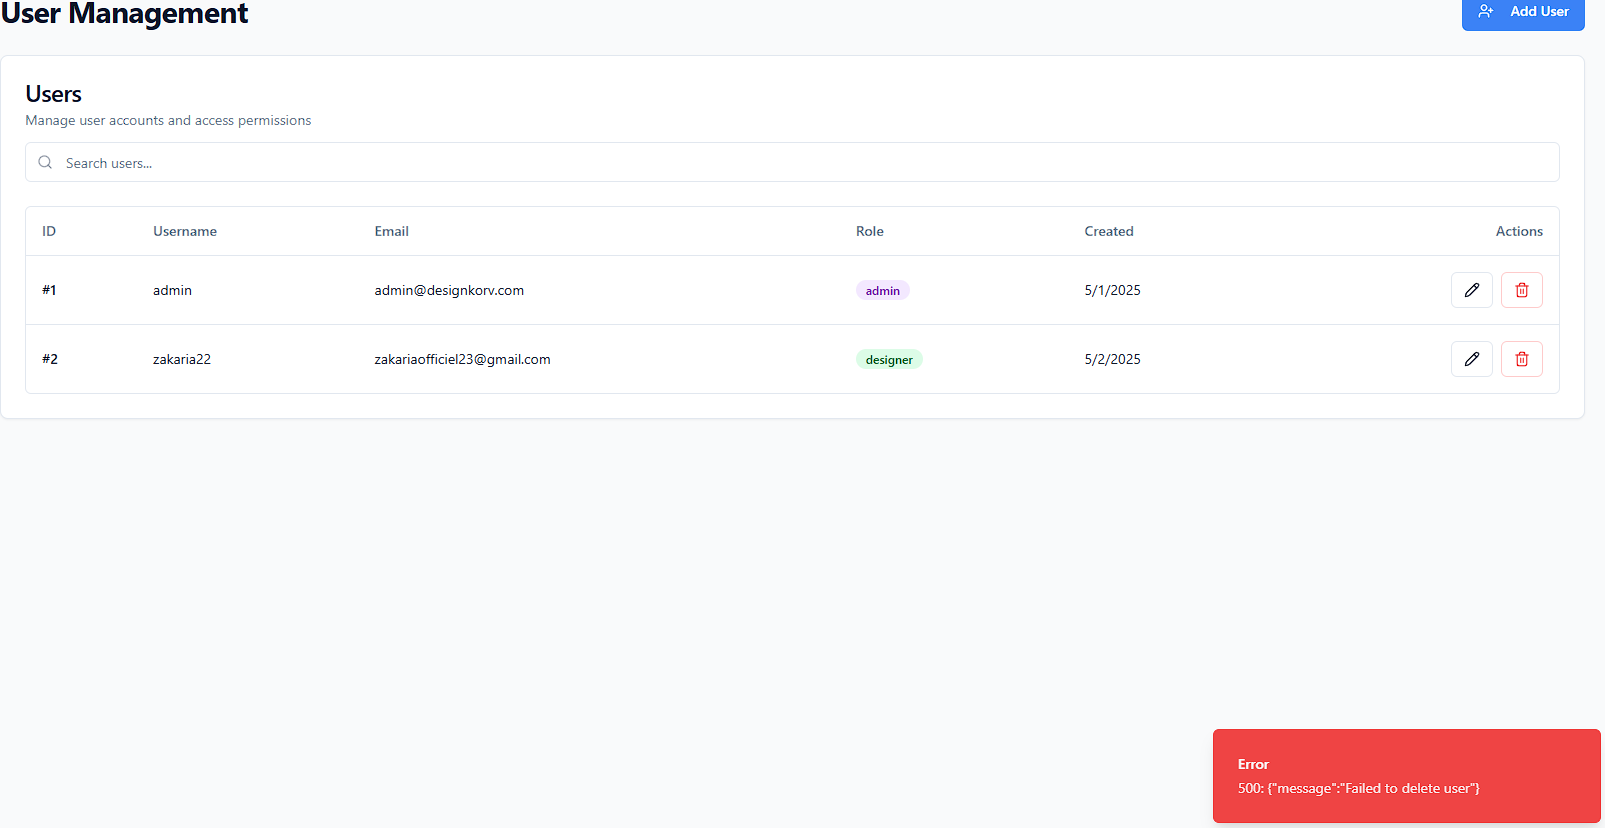 User Management
Add User
Users
Manage user accounts and access permissions
Search users...
ID Username Email Role Created Actions
#1 admin admin@designkorv.com admin 5/1/2025
#2 zakaria22 zakariaofficiel23@gmail.com designer 5/2/2025
Error
500: {"message":"Failed to delete user"}